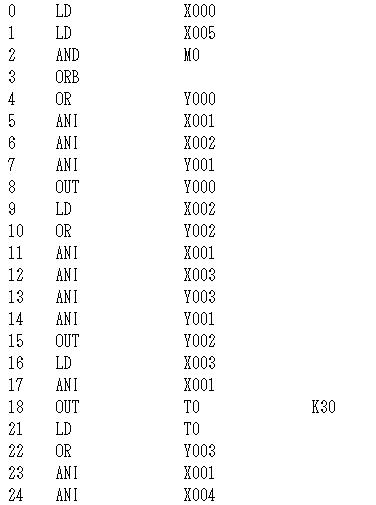 0 LD X000
1 LD X005
2 AND M0
3 ORB
4 OR Y000
5 ANI X001
6 ANI X002
7 ANI Y001
8 OUT Y000
9 LD X002
10 OR Y002
11 ANI X001
12 ANI X003
13 ANI Y003
14 ANI Y001
15 OUT Y002
16 LD X003
17 ANI X001
18 OUT T0 K30
21 LD T0
22 OR Y003
23 ANI X001
24 ANI X004